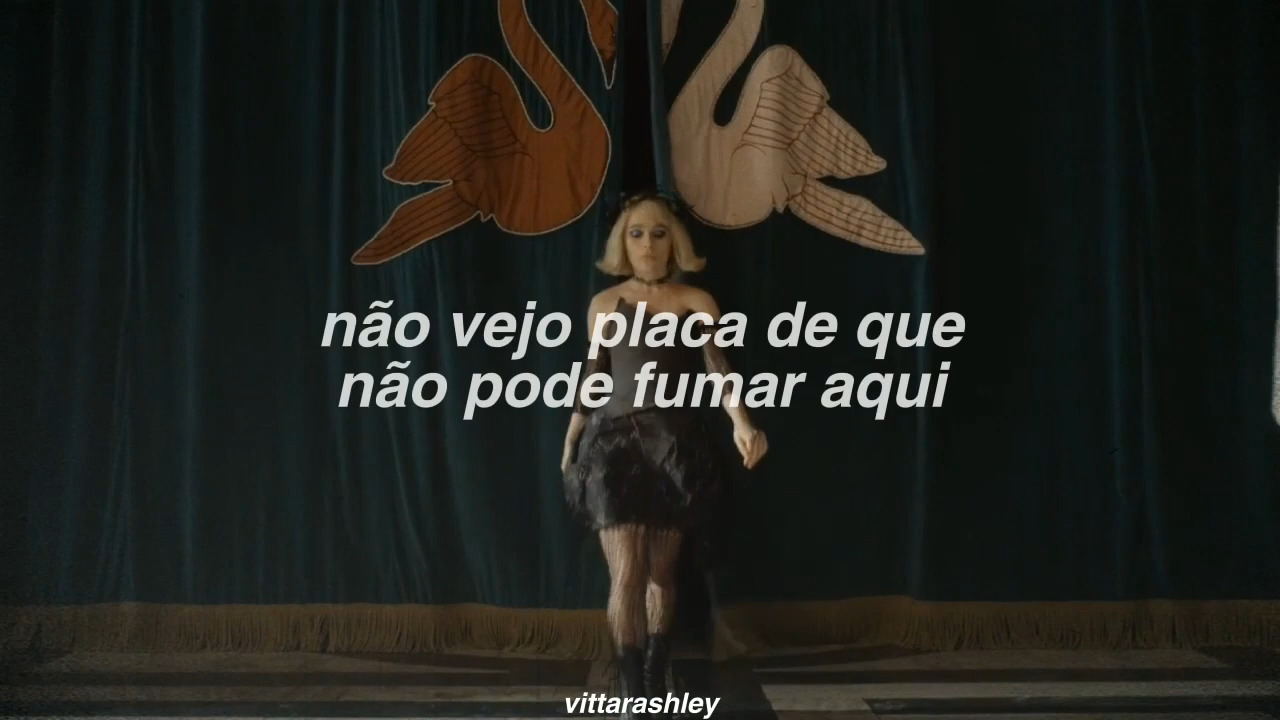 não vejo placa de que
não pode fumar aqui
vittarashley